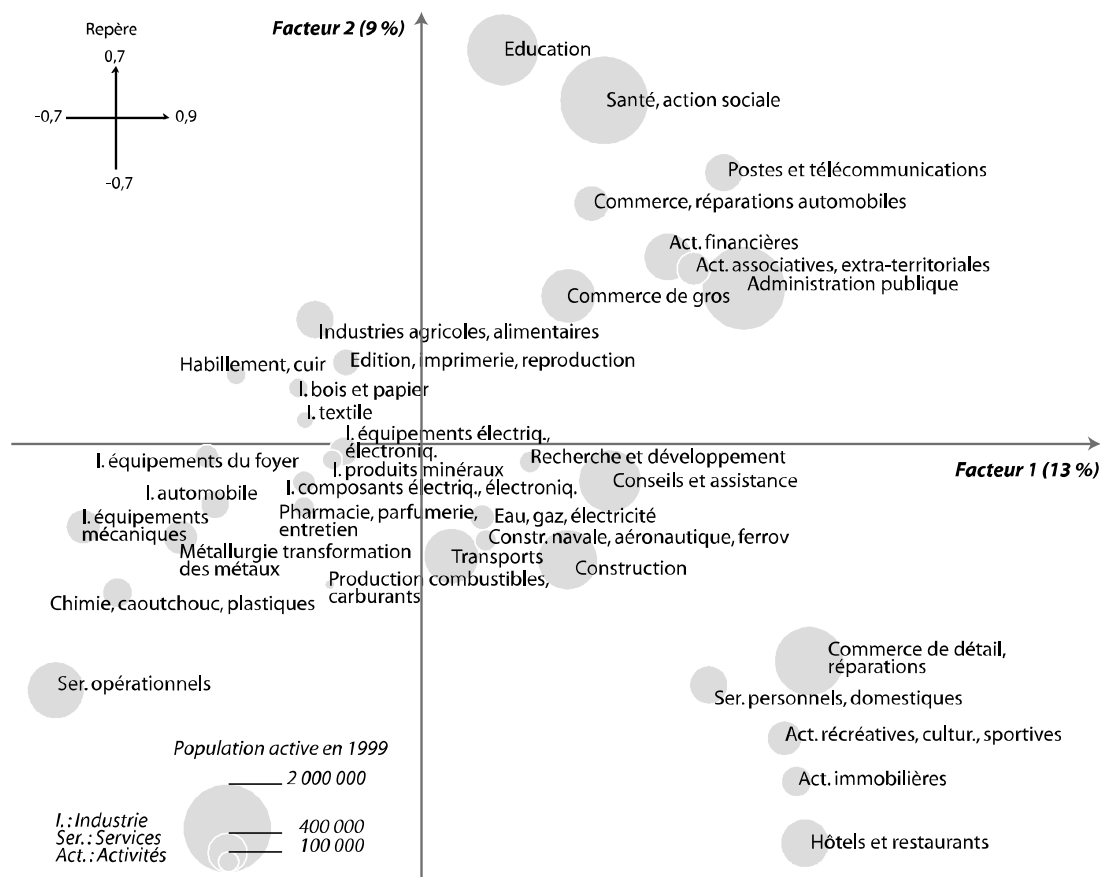 Facteur 2 (9 %)
Repère
0,7
-0,7
0,9
-0,7
Education
Santé, action sociale
Postes et télécommunications
Commerce, réparations automobiles
Act. financières
Act. associatives, extra-territoriales
Administration publique
Commerce de gros
Industries agricoles, alimentaires
Edition, imprimerie, reproduction
Habillement, cuir
I. bois et papier
I. textile
I. équipements électriq.,
électroniq.
I. équipements du foyer
I. produits minéraux
Recherche et développement
Facteur 1 (13 %)
Conseils et assistance
I. composants électriq., électroniq.
I. automobile
Pharmacie, parfumerie,
entretien
Eau, gaz, électricité
I. équipements
mécaniques
Constr. navale, aéronautique, ferrov
Métallurgie transformation
des métaux
Transports
Construction
Production combustibles,
carburants
Chimie, caoutchouc, plastiques
Commerce de détail,
réparations
Ser. opérationnels
Ser. personnels, domestiques
Act. récréatives, cultur., sportives
Act. immobilières
Hôtels et restaurants
Population active en 1999
2 000 000
400 000
100 000
I. : Industrie
Ser. : Services
Act. : Activités